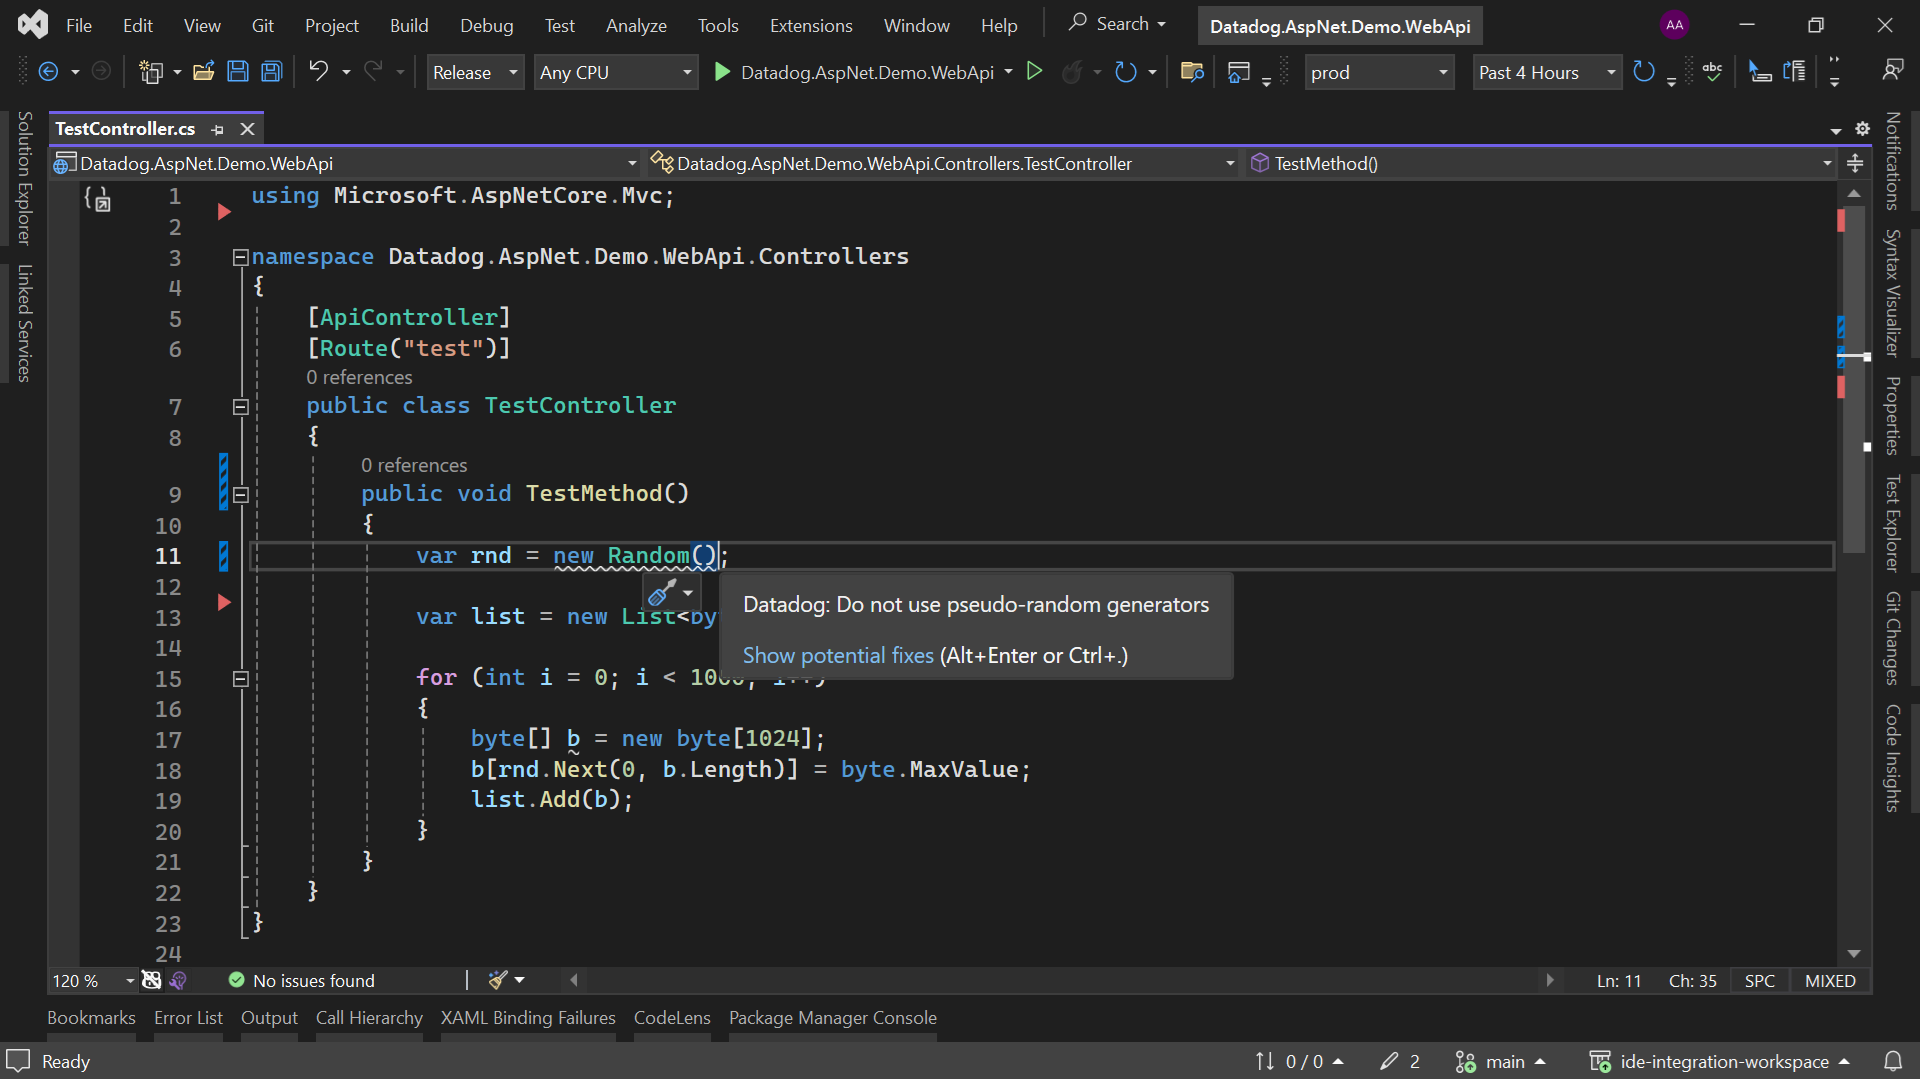 File Edit View Git Project Build Debug Test Analyze Tools Extensions Window Help Search Datadog.AspNet.Demo.WebApi AA
Release Any CPU Datadog.AspNet.Demo.WebApi prod Past 4 Hours abc
TestController.cs
Datadog.AspNet.Demo.WebApi Datadog.AspNet.Demo.WebApi.Controllers.TestController TestMethod()
Solution Explorer
Linked Services
1 using Microsoft.AspNetCore.Mvc;
2
3 namespace Datadog.AspNet.Demo.WebApi.Controllers
4 {
5 [ApiController]
6 [Route("test")]
0 references
7 public class TestController
8 {
0 references
9 public void TestMethod()
10 {
11 var rnd = new Random();
12
13 var list = new List<by
14
15 for (int i = 0; i < 1000; i++)
16 {
17 byte[] b = new byte[1024];
18 b[rnd.Next(0, b.Length)] = byte.MaxValue;
19 list.Add(b);
20 }
21 }
22 }
23 }
24
Datadog: Do not use pseudo-random generators
Show potential fixes (Alt+Enter or Ctrl+.)
Notifications
Syntax Visualizer
Properties
Test Explorer
Git Changes
Code Insights
120 % No issues found Ln: 11 Ch: 35 SPC MIXED
Bookmarks Error List Output Call Hierarchy XAML Binding Failures CodeLens Package Manager Console
Ready 0 / 0 2 main ide-integration-workspace